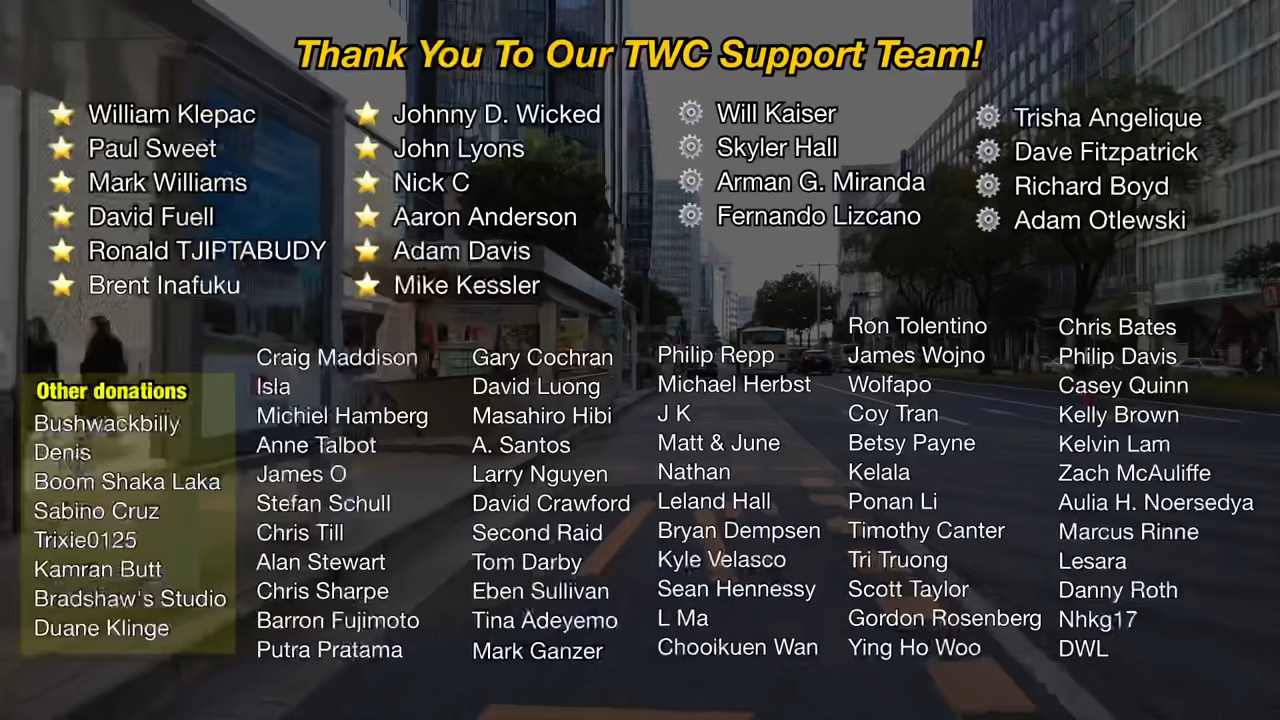 Thank You To Our TWC Support Team!
William Klepac
Paul Sweet
Mark Williams
David Fuell
Ronald TJIPTABUDY
Brent Inafuku
Johnny D. Wicked
John Lyons
Nick C
Aaron Anderson
Adam Davis
Mike Kessler
Will Kaiser
Skyler Hall
Arman G. Miranda
Fernando Lizcano
Trisha Angelique
Dave Fitzpatrick
Richard Boyd
Adam Otlewski
Other donations
Bushwackbilly
Denis
Boom Shaka Laka
Sabino Cruz
Trixie0125
Kamran Butt
Bradshaw's Studio
Duane Klinge
Craig Maddison
Isla
Michiel Hamberg
Anne Talbot
James O
Stefan Schull
Chris Till
Alan Stewart
Chris Sharpe
Barron Fujimoto
Putra Pratama
Gary Cochran
David Luong
Masahiro Hibi
A. Santos
Larry Nguyen
David Crawford
Second Raid
Tom Darby
Eben Sullivan
Tina Adeyemo
Mark Ganzer
Philip Repp
Michael Herbst
J K
Matt & June
Nathan
Leland Hall
Bryan Dempsen
Kyle Velasco
Sean Hennessy
L Ma
Chooikuen Wan
Ron Tolentino
James Wojno
Wolfapo
Coy Tran
Betsy Payne
Kelala
Ponan Li
Timothy Canter
Tri Truong
Scott Taylor
Gordon Rosenberg
Ying Ho Woo
Chris Bates
Philip Davis
Casey Quinn
Kelly Brown
Kelvin Lam
Zach McAuliffe
Aulia H. Noersedya
Marcus Rinne
Lesara
Danny Roth
Nhkg17
DWL